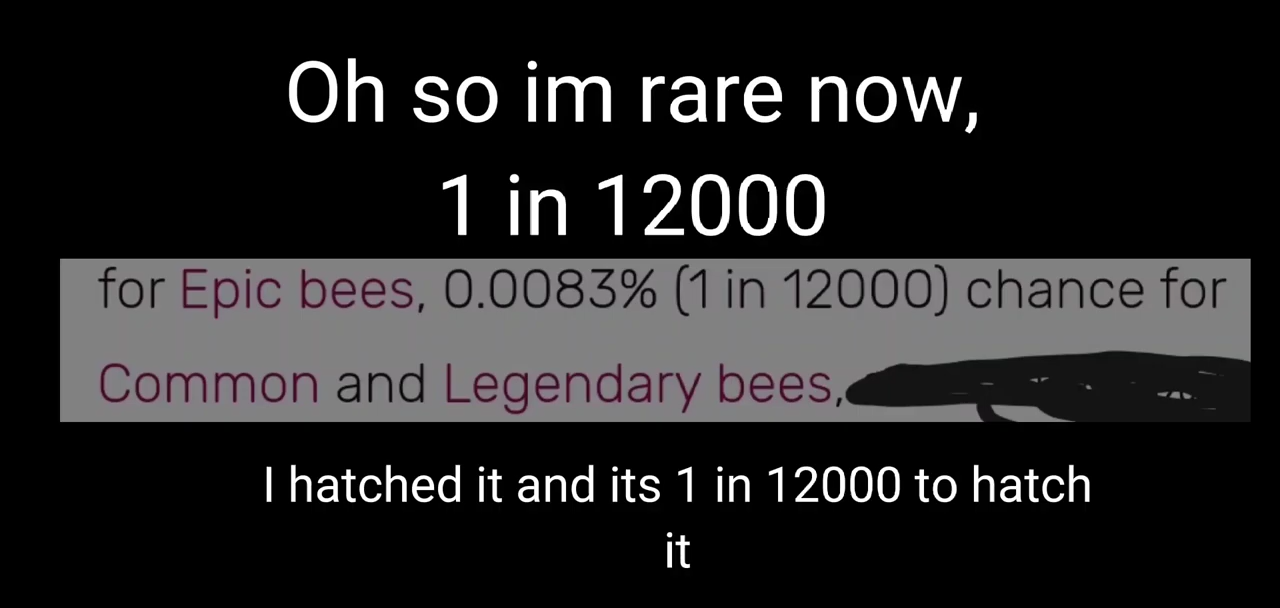 Oh so im rare now,
1 in 12000
for Epic bees, 0.0083% (1 in 12000) chance for
Common and Legendary bees,
I hatched it and its 1 in 12000 to hatch
it